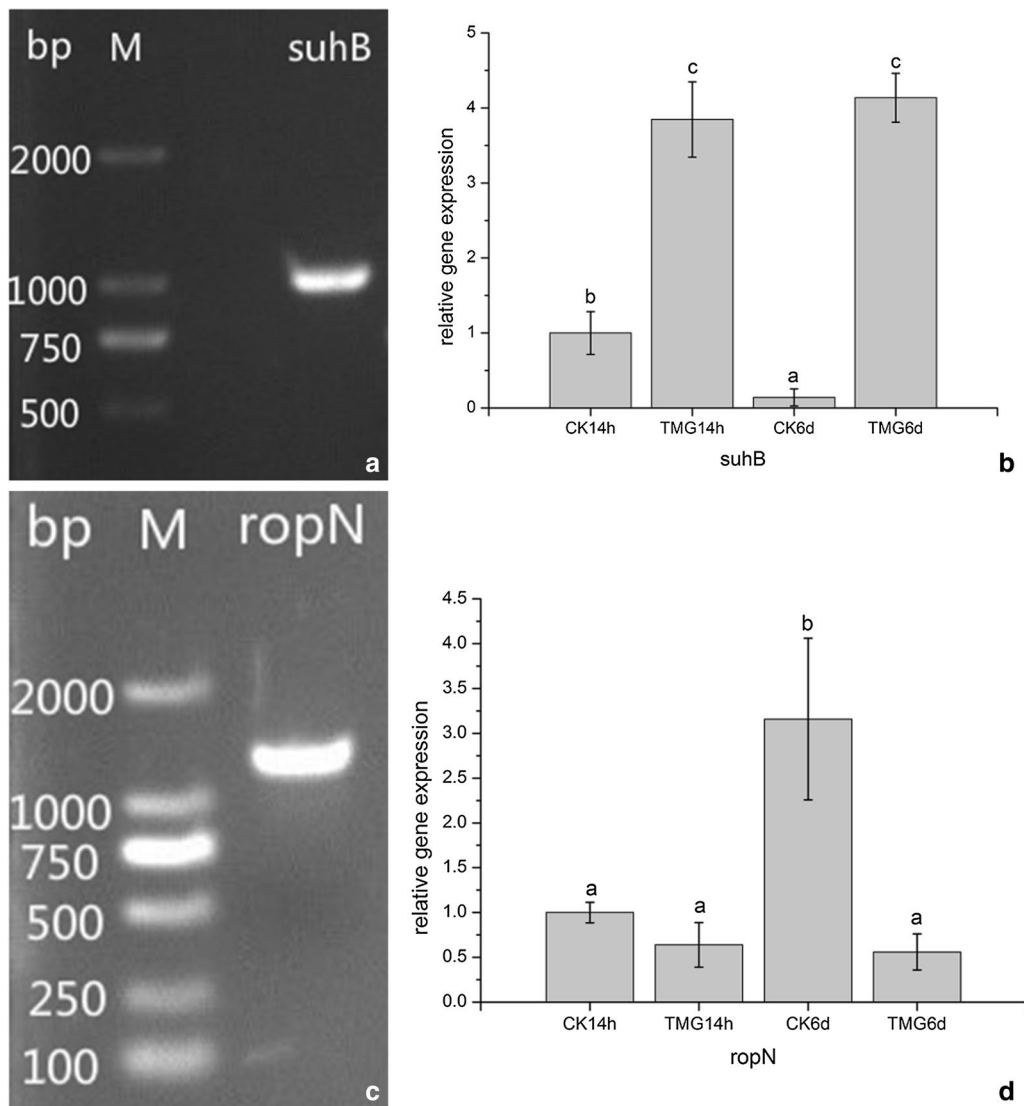 bp M suhB
2000
1000
750
500
a
5
4
3
2
1
0
relative gene expression
b
c
a
c
CK14h TMG14h CK6d TMG6d
suhB
b
bp M ropN
2000
1000
750
500
250
100
c
4.5
4.0
3.5
3.0
2.5
2.0
1.5
1.0
0.5
0.0
relative gene expression
a
a
b
a
CK14h TMG14h CK6d TMG6d
ropN
d